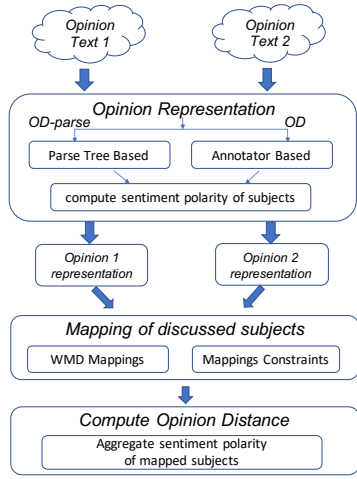 Opinion
Text 1
Opinion
Text 2
Opinion Representation
OD-parse
OD
Parse Tree Based
Annotator Based
compute sentiment polarity of subjects
Opinion 1
representation
Opinion 2
representation
Mapping of discussed subjects
WMD Mappings
Mappings Constraints
Compute Opinion Distance
Aggregate sentiment polarity
of mapped subjects